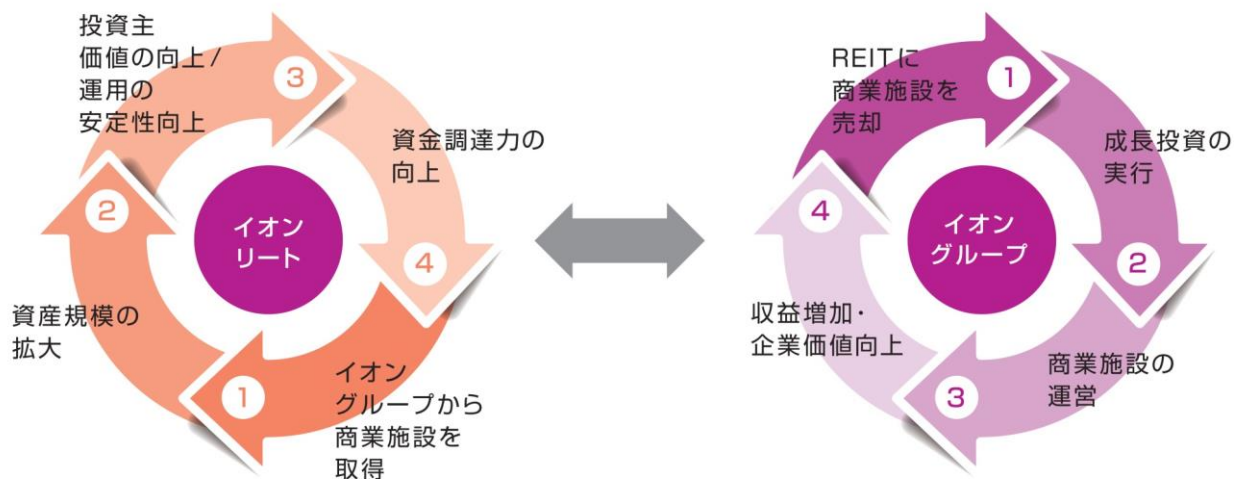 投資主
価値の向上/
運用の
安定性向上
3
資金調達力の
向上
2
イオン
リート
4
資産規模の
拡大
1
イオン
グループから
商業施設を
取得
REITに
商業施設を
売却
1
成長投資の
実行
4
イオン
グループ
2
収益増加・
企業価値向上
商業施設の
運営
3